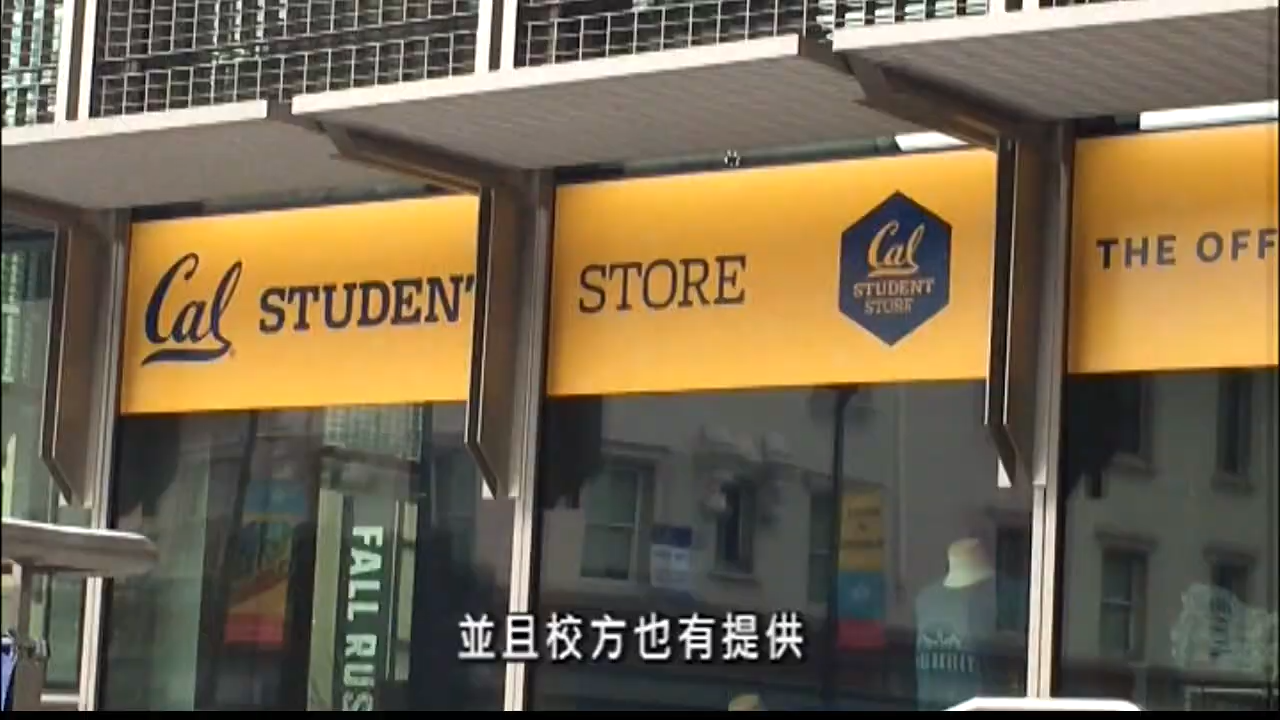 Cal STUDENT
STORE
Cal
STUDENT
STORE
THE OFF
FALL RUS
並且校方也有提供